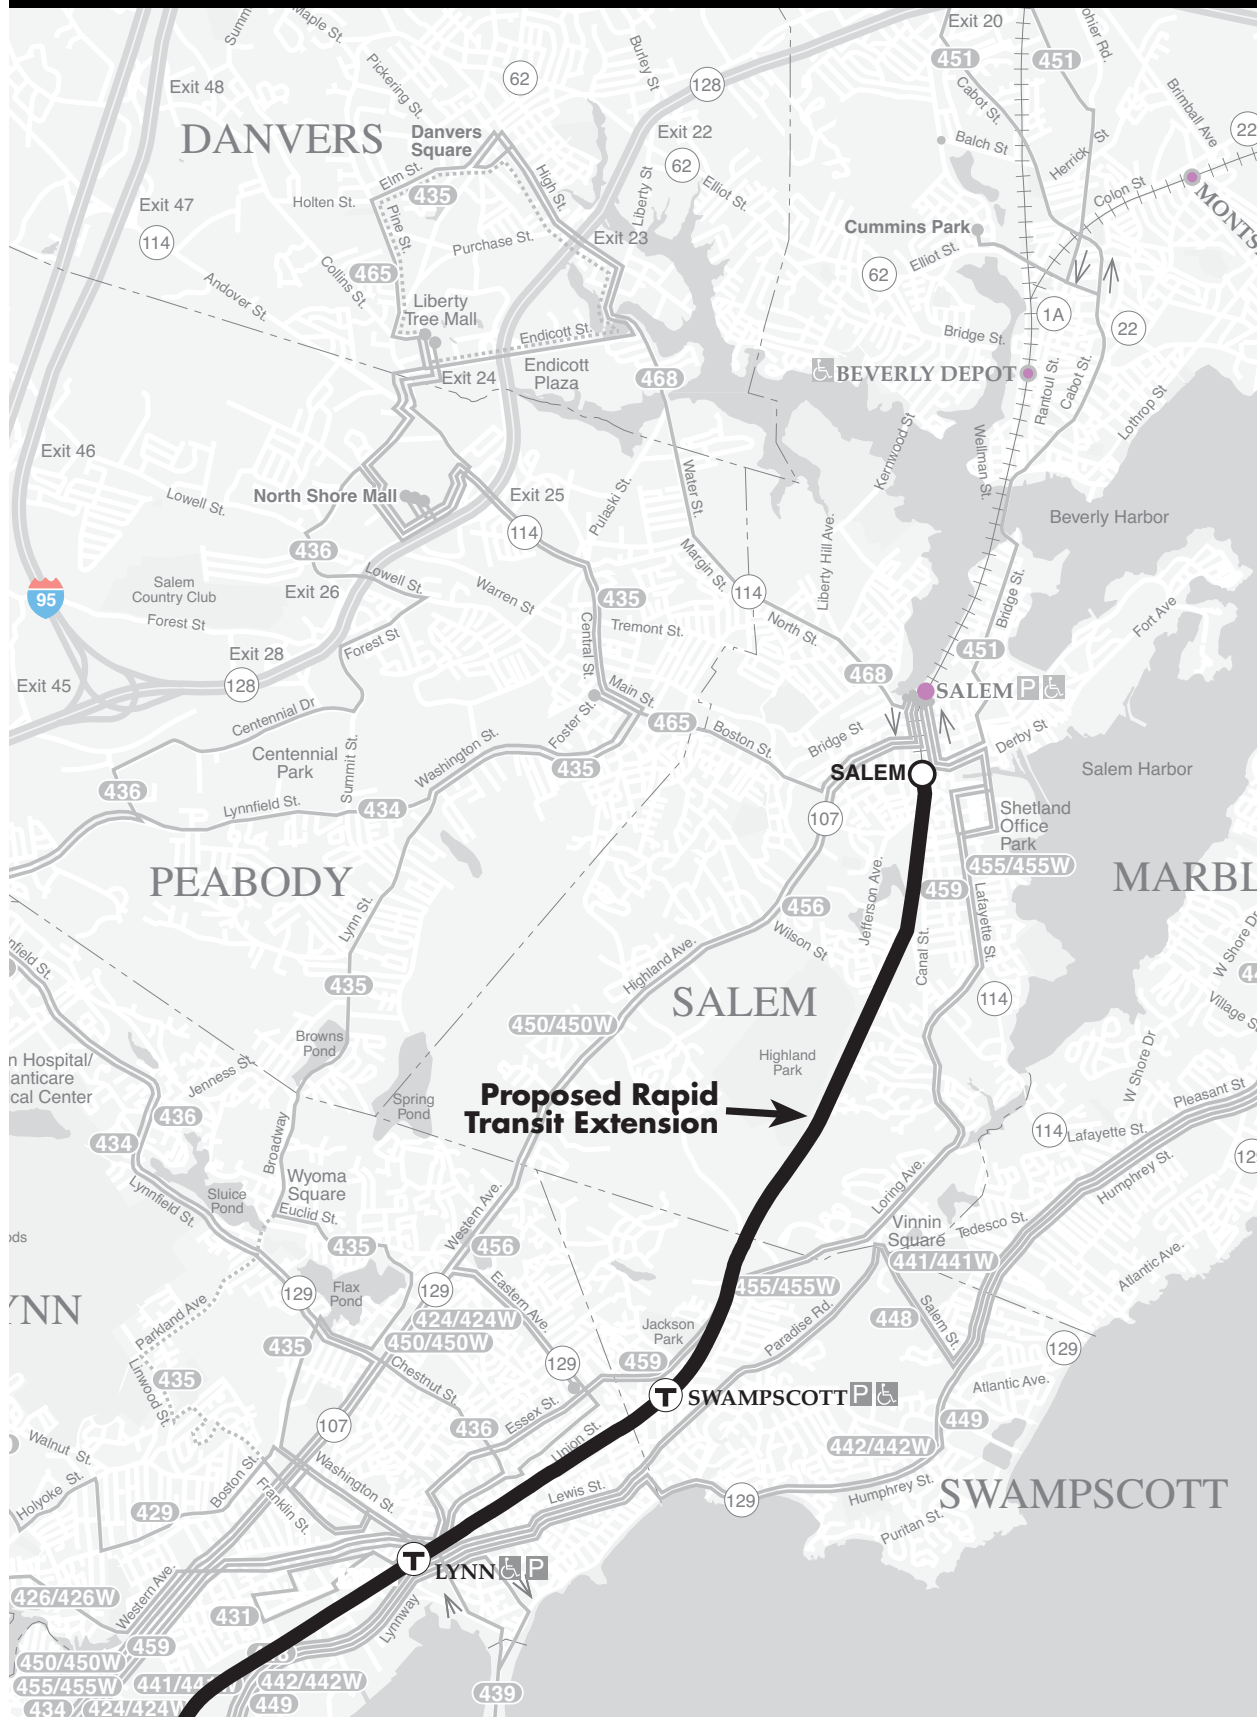 Exit 20
Summ
Maple St.
Pickering St.
62
Burley St
128
451
451
Cabot St.
Brimball Ave
Exit 48
DANVERS
Danvers
Square
Exit 22
62
Elliot St.
Liberty St
Balch St
Herrick St
22
Elm St.
435
High St.
Colon St
Holten St.
Exit 47
114
Pine St.
Purchase St.
Exit 23
Cummins Park
Elliot St.
62
465
Collins St.
Andover St.
Liberty
Tree Mall
Endicott St.
1A
22
Bridge St.
Exit 24
Endicott
Plaza
468
BEVERLY DEPOT
Rantoul St.
Cabot St.
Lothrop St
Kernwood St
Wellman St.
Exit 46
Lowell St.
North Shore Mall
Exit 25
114
Pulaski St.
Water St.
Liberty Hill Ave.
Beverly Harbor
436
95
Salem
Country Club
Exit 26
Lowell St.
Warren St
435
Margin St.
114
Bridge St.
Fort Ave
Forest St
Forest St
Central St.
Tremont St.
North St.
451
Exit 28
Exit 45
128
468
SALEM P
Centennial Dr
Main St.
Foster St.
465
Boston St.
Bridge St
Derby St
Centennial
Park
Summit St.
Washington St.
435
SALEM
Salem Harbor
436
Lynnfield St.
434
107
Shetland
Office
Park
PEABODY
455/455W
MARBL
Lynn St.
456
Jefferson Ave.
459
Lafayette St.
Wilson St
Highland Ave.
Canal St.
W Shore Dr
nfield St.
435
SALEM
114
Village S
450/450W
Browns
Pond
Highland
Park
n Hospital/
anticare
cal Center
Jenness St.
Spring
Pond
Proposed Rapid
Transit Extension
W Shore Dr
Pleasant St
436
434
Broadway
114
Lafayette St.
Humphrey St.
Wyoma
Square
Sluice
Pond
Lynnfield St.
Euclid St.
Western Ave.
Loring Ave.
Vinnin
Square
Tedesco St.
435
456
441/441W
Atlantic Ave.
YNN
129
Flax
Pond
129
Eastern Ave.
455/455W
424/424W
450/450W
Parkland Ave
448
Salem St.
Jackson
Park
Paradise Rd.
435
129
459
129
Chestnut St.
Linwood St.
435
SWAMPSCOTT P
Atlantic Ave.
107
436
Essex St.
Union St.
449
442/442W
Walnut St.
Holyoke St.
Boston St.
Washington St.
Franklin St.
429
Lewis St.
129
Humphrey St.
SWAMPSCOTT
Puritan St.
LYNN P
426/426W
Western Ave.
431
Lynnway
459
450/450W
455/455W
442/442W
434
424/424W
449
439